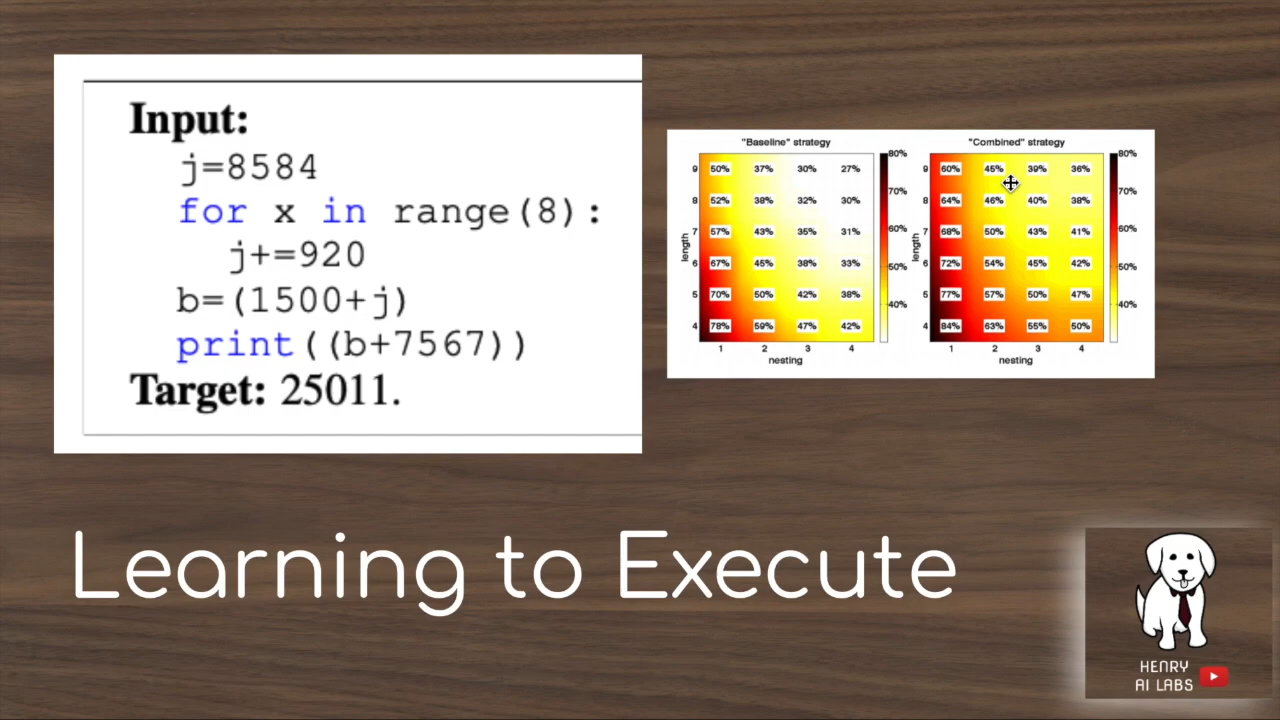 Input:
j=8584
for x in range(8):
j+=920
b=(1500+j)
print((b+7567))
Target: 25011.
"Baseline" strategy
80%
9 50% 37% 30% 27%
70%
8 52% 38% 32% 30%
60%
7 57% 43% 35% 31%
length
6 67% 45% 38% 33%
50%
5 70% 50% 42% 38%
40%
4 78% 59% 47% 42%
1 2 3 4
nesting
"Combined" strategy
80%
9 60% 45% 39% 36%
70%
8 64% 46% 40% 38%
60%
7 68% 50% 43% 41%
length
6 72% 54% 45% 42%
50%
5 77% 57% 50% 47%
40%
4 84% 63% 55% 50%
1 2 3 4
nesting
Learning to Execute
HENRY
AI LABS